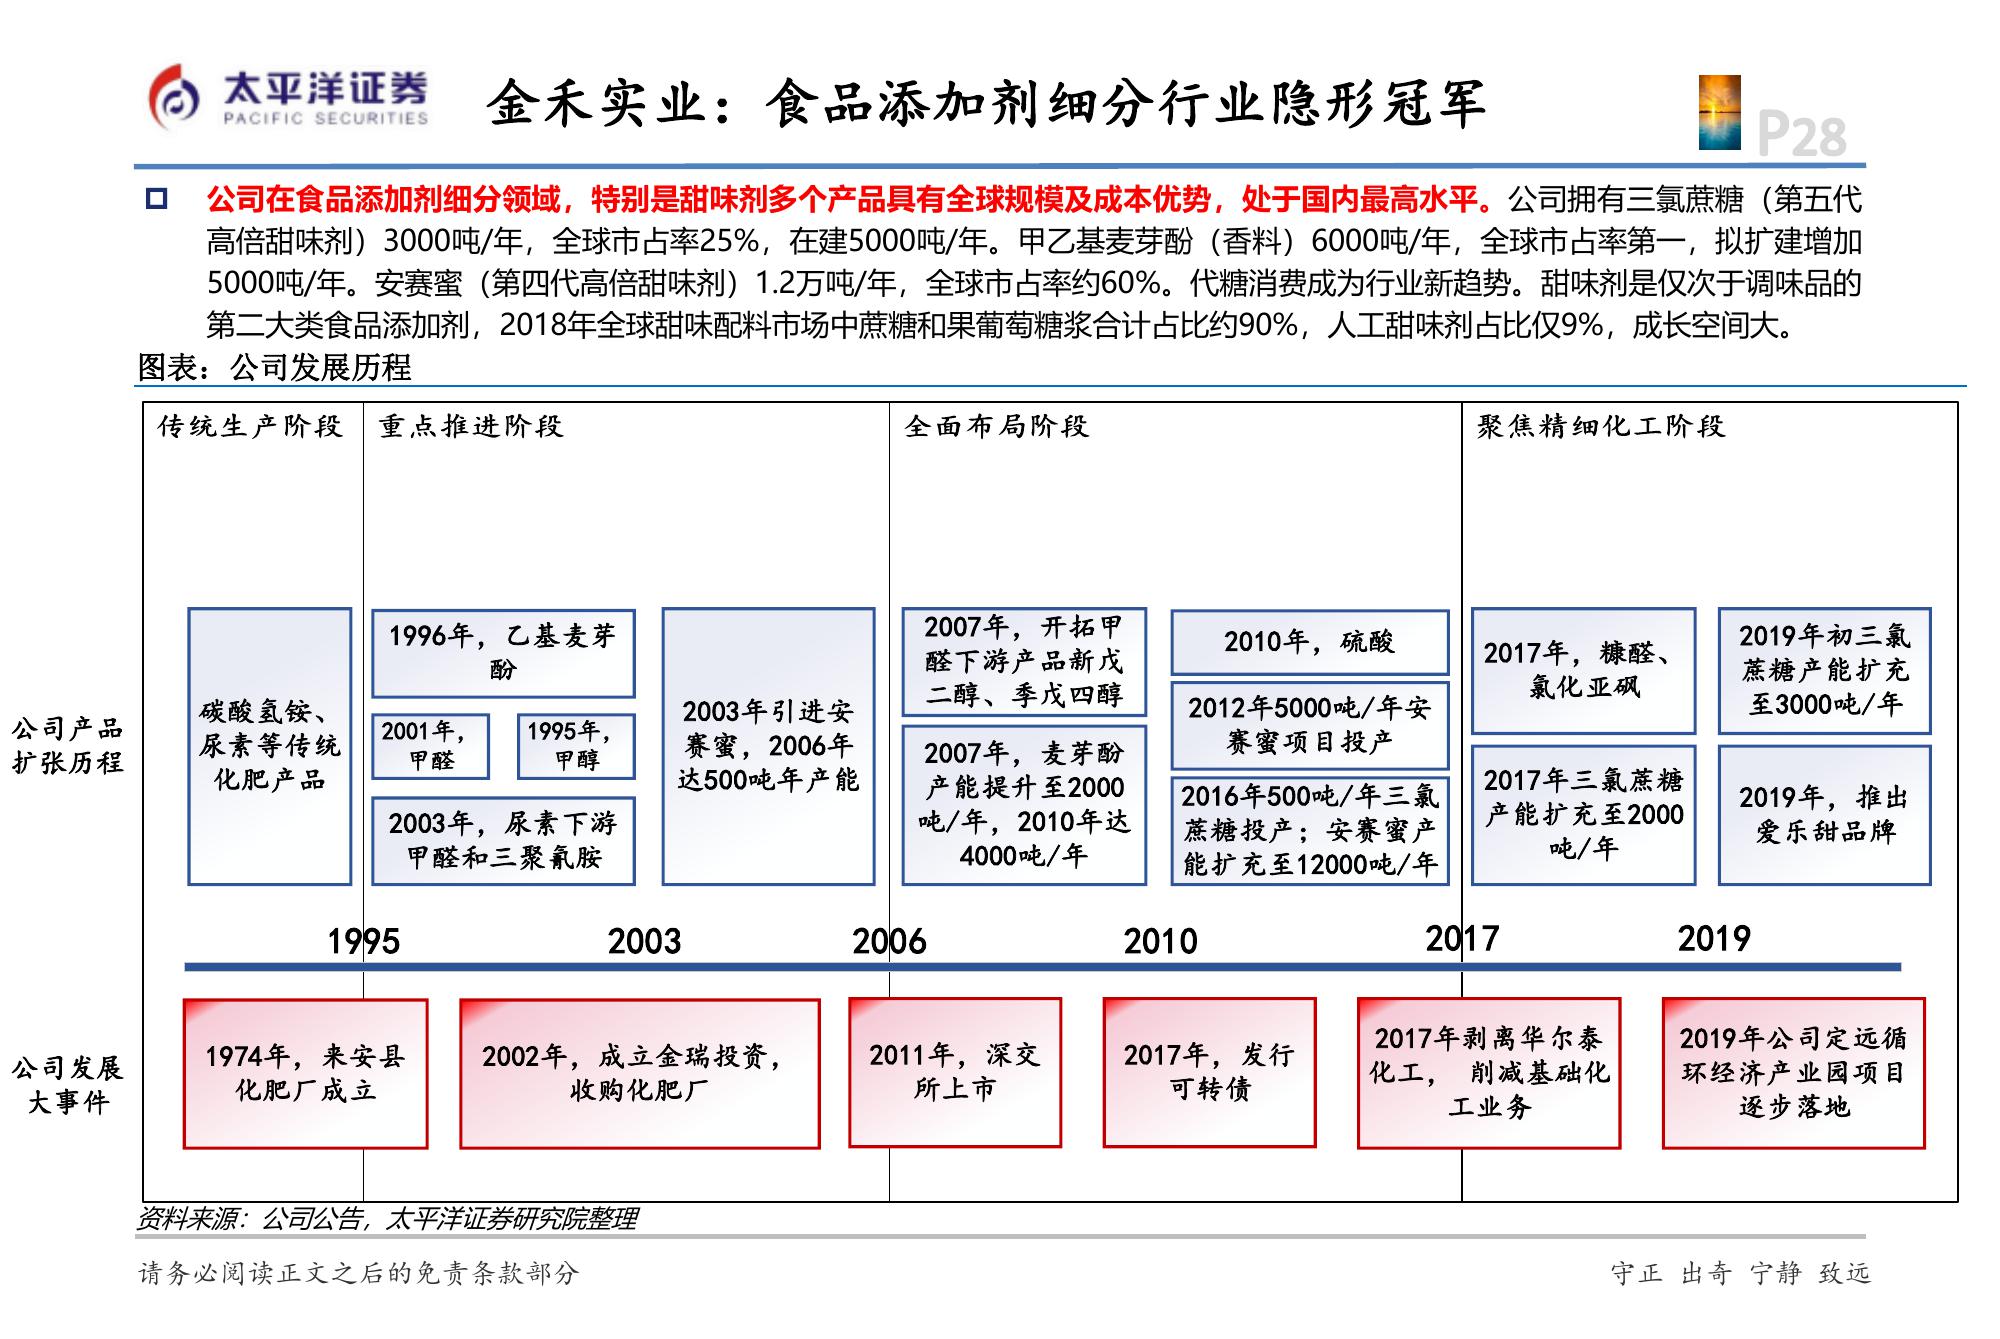 太平洋证券
PACIFIC SECURITIES
金禾实业：食品添加剂细分行业隐形冠军
P28
公司在食品添加剂细分领域，特别是甜味剂多个产品具有全球规模及成本优势，处于国内最高水平。公司拥有三氯蔗糖（第五代
高倍甜味剂）3000吨/年，全球市占率25%，在建5000吨/年。甲乙基麦芽酚（香料）6000吨/年，全球市占率第一，拟扩建增加
5000吨/年。安赛蜜（第四代高倍甜味剂）1.2万吨/年，全球市占率约60%。代糖消费成为行业新趋势。甜味剂是仅次于调味品的
第二大类食品添加剂，2018年全球甜味配料市场中蔗糖和果葡萄糖浆合计占比约90%，人工甜味剂占比仅9%，成长空间大。
图表：公司发展历程
传统生产阶段
重点推进阶段
全面布局阶段
聚焦精细化工阶段
公司产品
扩张历程
碳酸氢铵、
尿素等传统
化肥产品
1996年，乙基麦芽
酚
2001年，
甲醛
1995年，
甲醇
2003年，尿素下游
甲醛和三聚氰胺
2003年引进安
赛蜜，2006年
达500吨年产能
2007年，开拓甲
醛下游产品新戊
二醇、季戊四醇
2007年，麦芽酚
产能提升至2000
吨/年，2010年达
4000吨/年
2010年，硫酸
2012年5000吨/年安
赛蜜项目投产
2016年500吨/年三氯
蔗糖投产；安赛蜜产
能扩充至12000吨/年
2017年，糠醛、
氯化亚砜
2017年三氯蔗糖
产能扩充至2000
吨/年
2019年初三氯
蔗糖产能扩充
至3000吨/年
2019年，推出
爱乐甜品牌
1995
2003
2006
2010
2017
2019
公司发展
大事件
1974年，来安县
化肥厂成立
2002年，成立金瑞投资，
收购化肥厂
2011年，深交
所上市
2017年，发行
可转债
2017年剥离华尔泰
化工， 削减基础化
工业务
2019年公司定远循
环经济产业园项目
逐步落地
资料来源：公司公告，太平洋证券研究院整理
请务必阅读正文之后的免责条款部分
守正 出奇 宁静 致远